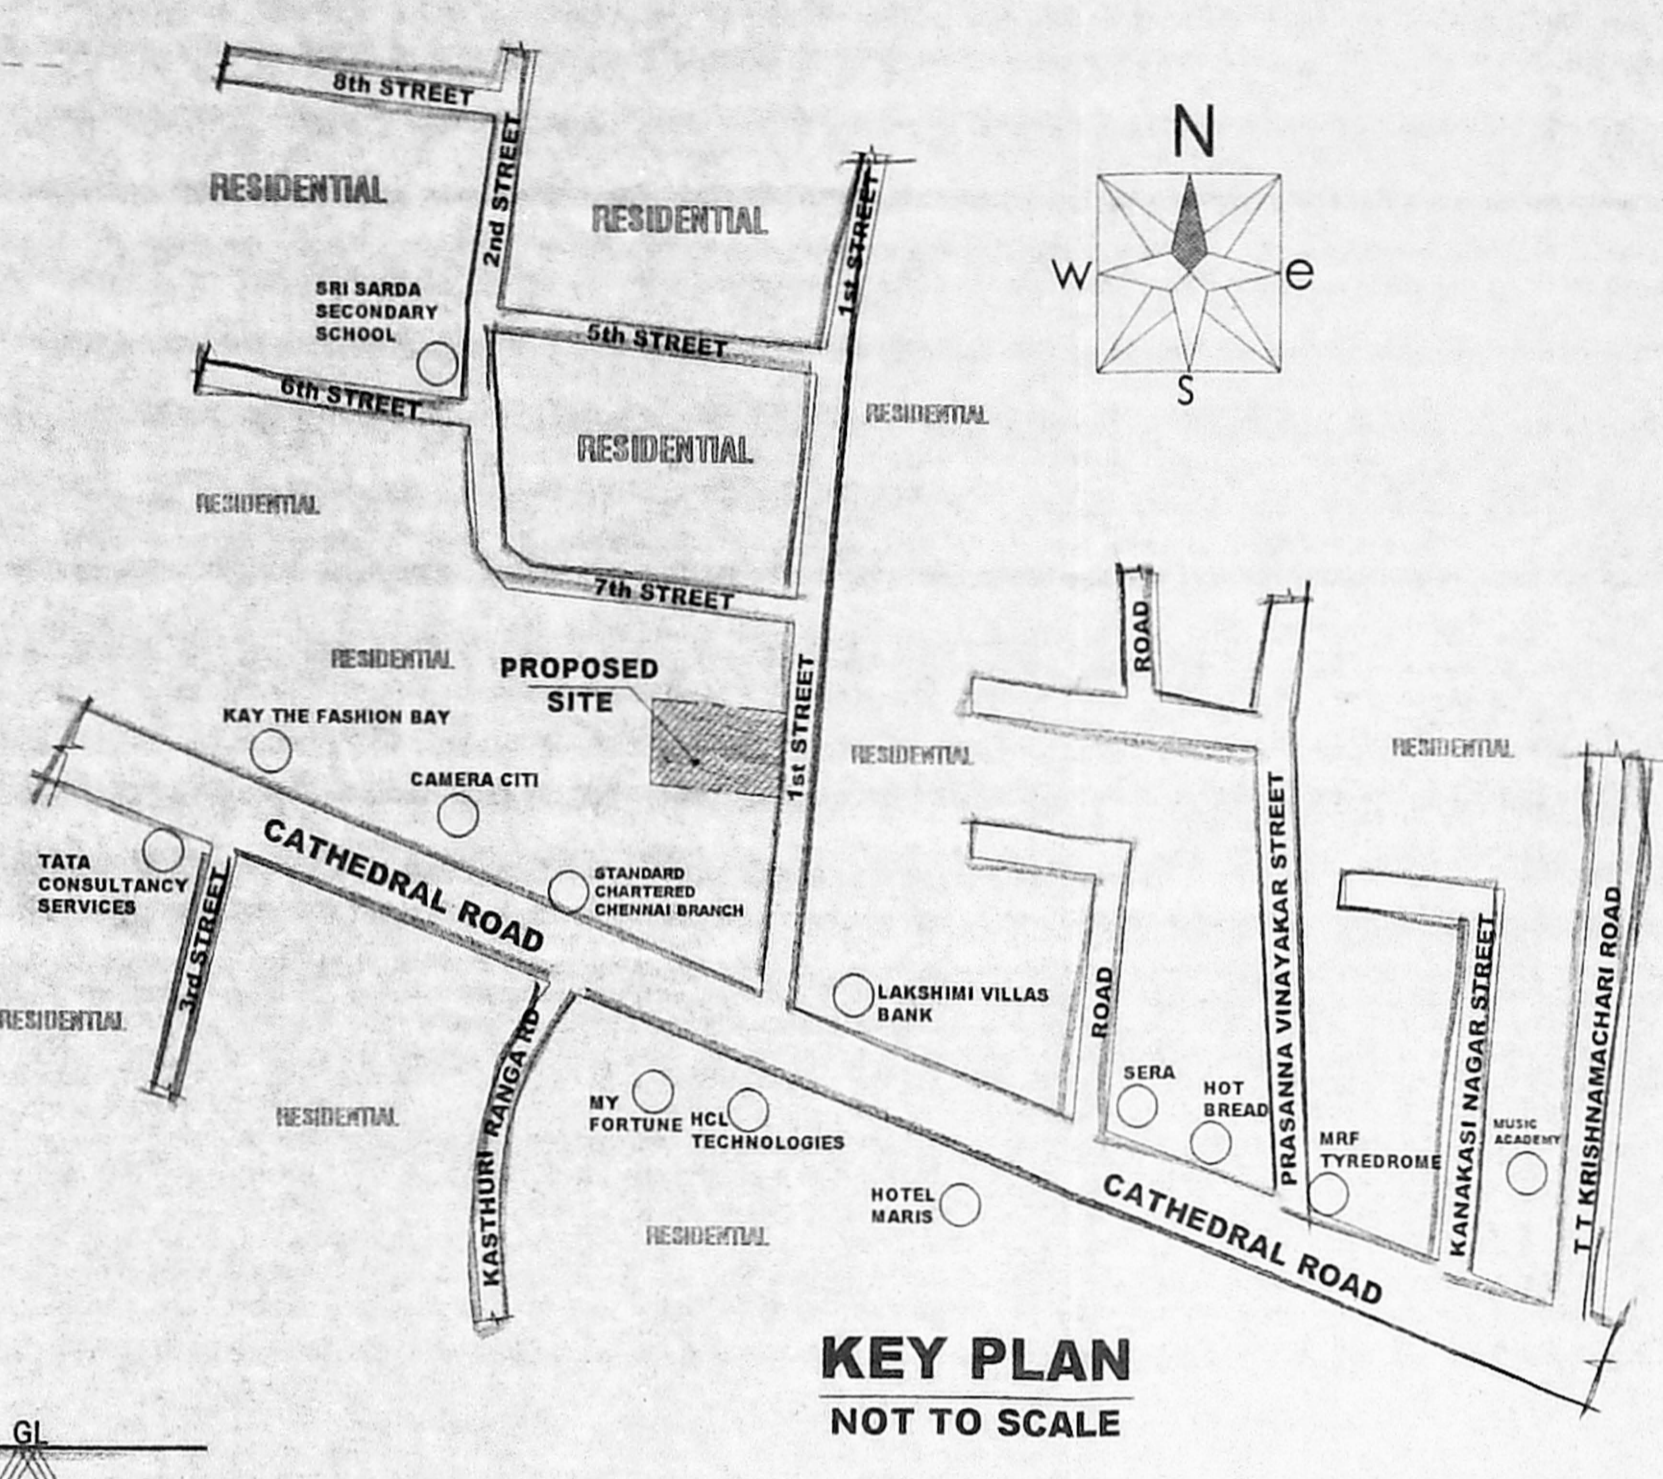 8th STREET
2nd STREET
RESIDENTIAL
RESIDENTIAL
1st STREET
N
W
e
S
SRI SARDA
SECONDARY
SCHOOL
5th STREET
6th STREET
RESIDENTIAL
RESIDENTIAL
RESIDENTIAL
7th STREET
ROAD
RESIDENTIAL
PROPOSED
SITE
1st STREET
KAY THE FASHION BAY
RESIDENTIAL
RESIDENTIAL
CAMERA CITI
CATHEDRAL ROAD
TATA
CONSULTANCY
SERVICES
STANDARD
CHARTERED
CHENNAI BRANCH
3rd STREET
PRASANNA VINAYAKAR STREET
KANAKASI NAGAR STREET
T T KRISHNAMACHARI ROAD
ROAD
LAKSHIMI VILLAS
BANK
RESIDENTIAL
KASTHURI RANGA RD
RESIDENTIAL
MY
FORTUNE
HCL
TECHNOLOGIES
SERA
HOT
BREAD
MRF
TYREDROME
MUSIC
ACADEMY
HOTEL
MARIS
RESIDENTIAL
CATHEDRAL ROAD
KEY PLAN
NOT TO SCALE
GL